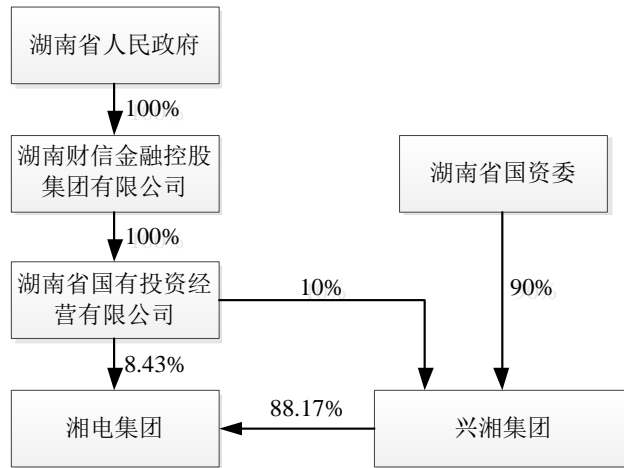 湖南省人民政府
100%
湖南财信金融控股
集团有限公司
湖南省国资委
100%
湖南省国有投资经
营有限公司
10%
90%
8.43%
88.17%
湘电集团
兴湘集团